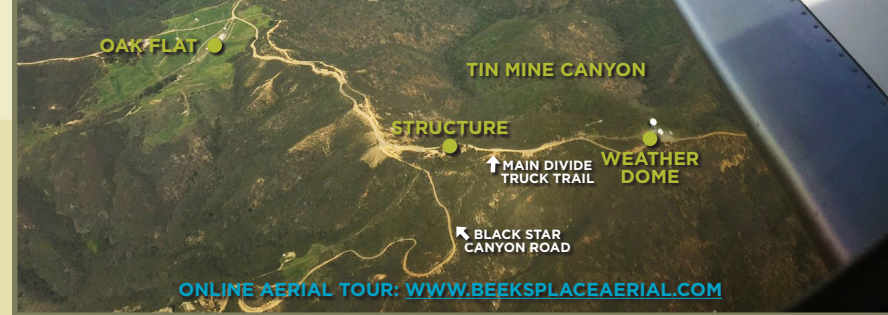 OAK FLAT
TIN MINE CANYON
STRUCTURE
MAIN DIVIDE
TRUCK TRAIL
WEATHER
DOME
BLACK STAR
CANYON ROAD
ONLINE AERIAL TOUR: WWW.BEEKSPLACEAERIAL.COM